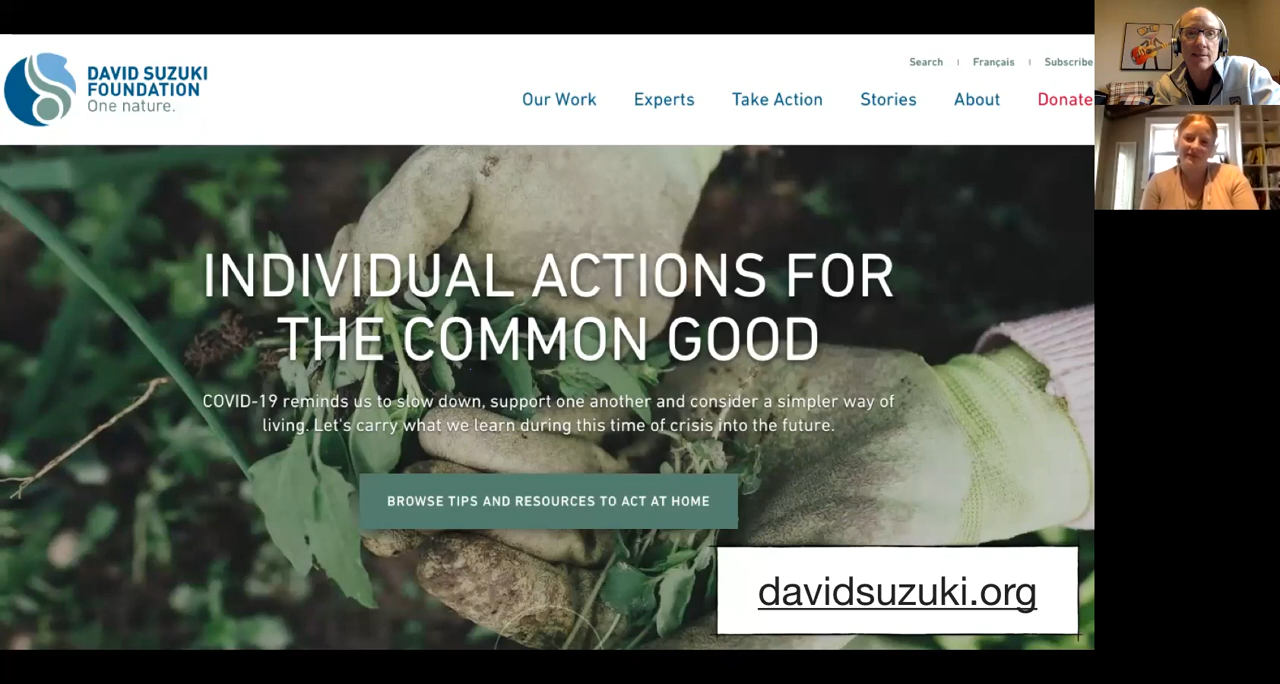 DAVID SUZUKI
FOUNDATION
One nature.
Search | Français | Subscribe
Our Work Experts Take Action Stories About Donate
INDIVIDUAL ACTIONS FOR
THE COMMON GOOD
COVID-19 reminds us to slow down, support one another and consider a simpler way of
living. Let's carry what we learn during this time of crisis into the future.
BROWSE TIPS AND RESOURCES TO ACT AT HOME
davidsuzuki.org